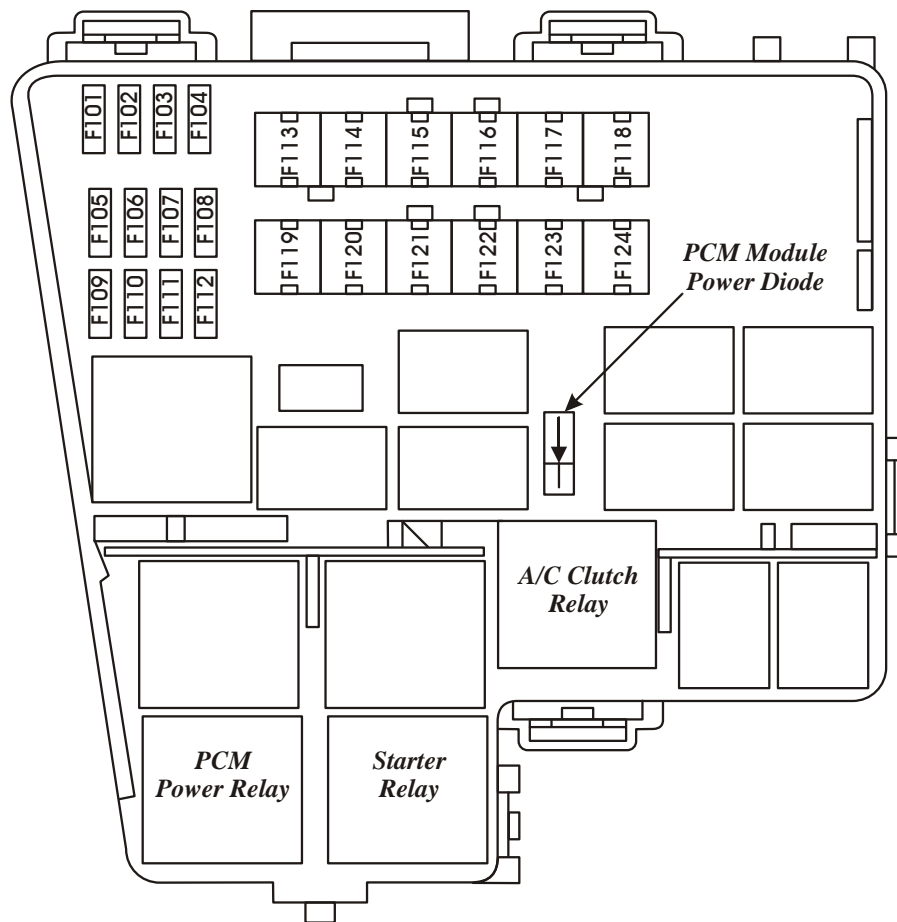 F101
F102
F103
F104
F113
F114
F115
F116
F117
F118
F105
F106
F107
F108
F119
F120
F121
F122
F123
F124
PCM Module
Power Diode
F109
F110
F111
F112
A/C Clutch
Relay
PCM
Power Relay
Starter
Relay